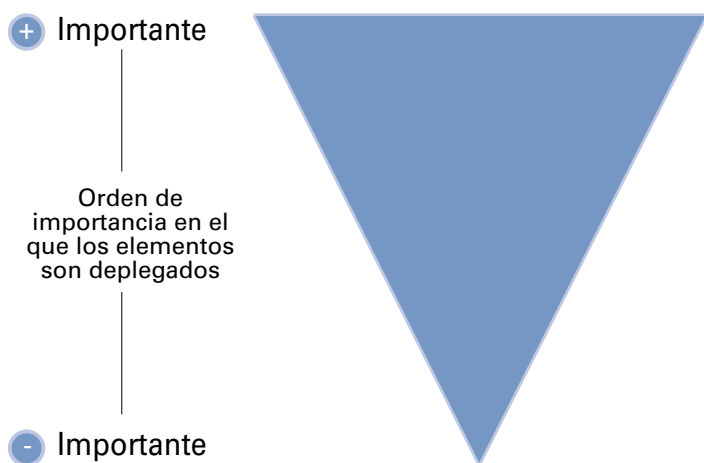 + Importante
Orden de
importancia en el
que los elementos
son deplegados
- Importante